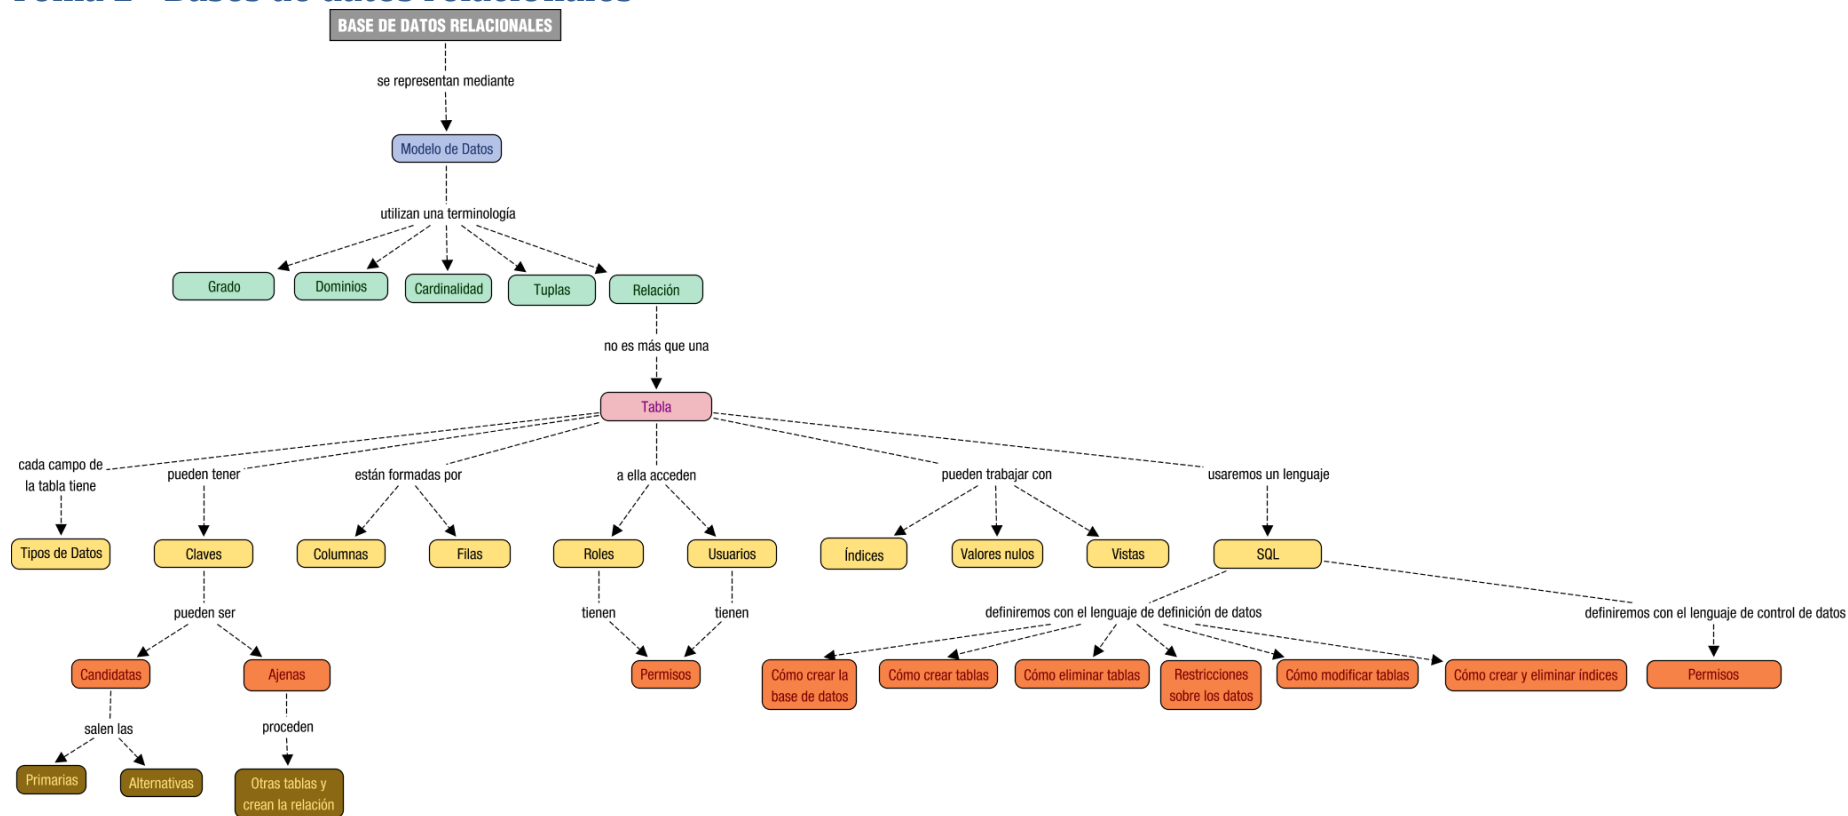 BASE DE DATOS RELACIONALES
se representan mediante
Modelo de Datos
utilizan una terminología
Grado
Dominios
Cardinalidad
Tuplas
Relación
no es más que una
Tabla
cada campo de
la tabla tiene
pueden tener
están formadas por
a ella acceden
pueden trabajar con
usaremos un lenguaje
Tipos de Datos
Claves
Columnas
Filas
Roles
Usuarios
Índices
Valores nulos
Vistas
SQL
pueden ser
tienen
tienen
definiremos con el lenguaje de definición de datos
definiremos con el lenguaje de control de datos
Candidatas
Ajenas
Permisos
Cómo crear la
base de datos
Cómo crear tablas
Cómo eliminar tablas
Restricciones
sobre los datos
Cómo modificar tablas
Cómo crear y eliminar índices
Permisos
salen las
proceden
Primarias
Alternativas
Otras tablas y
crean la relación